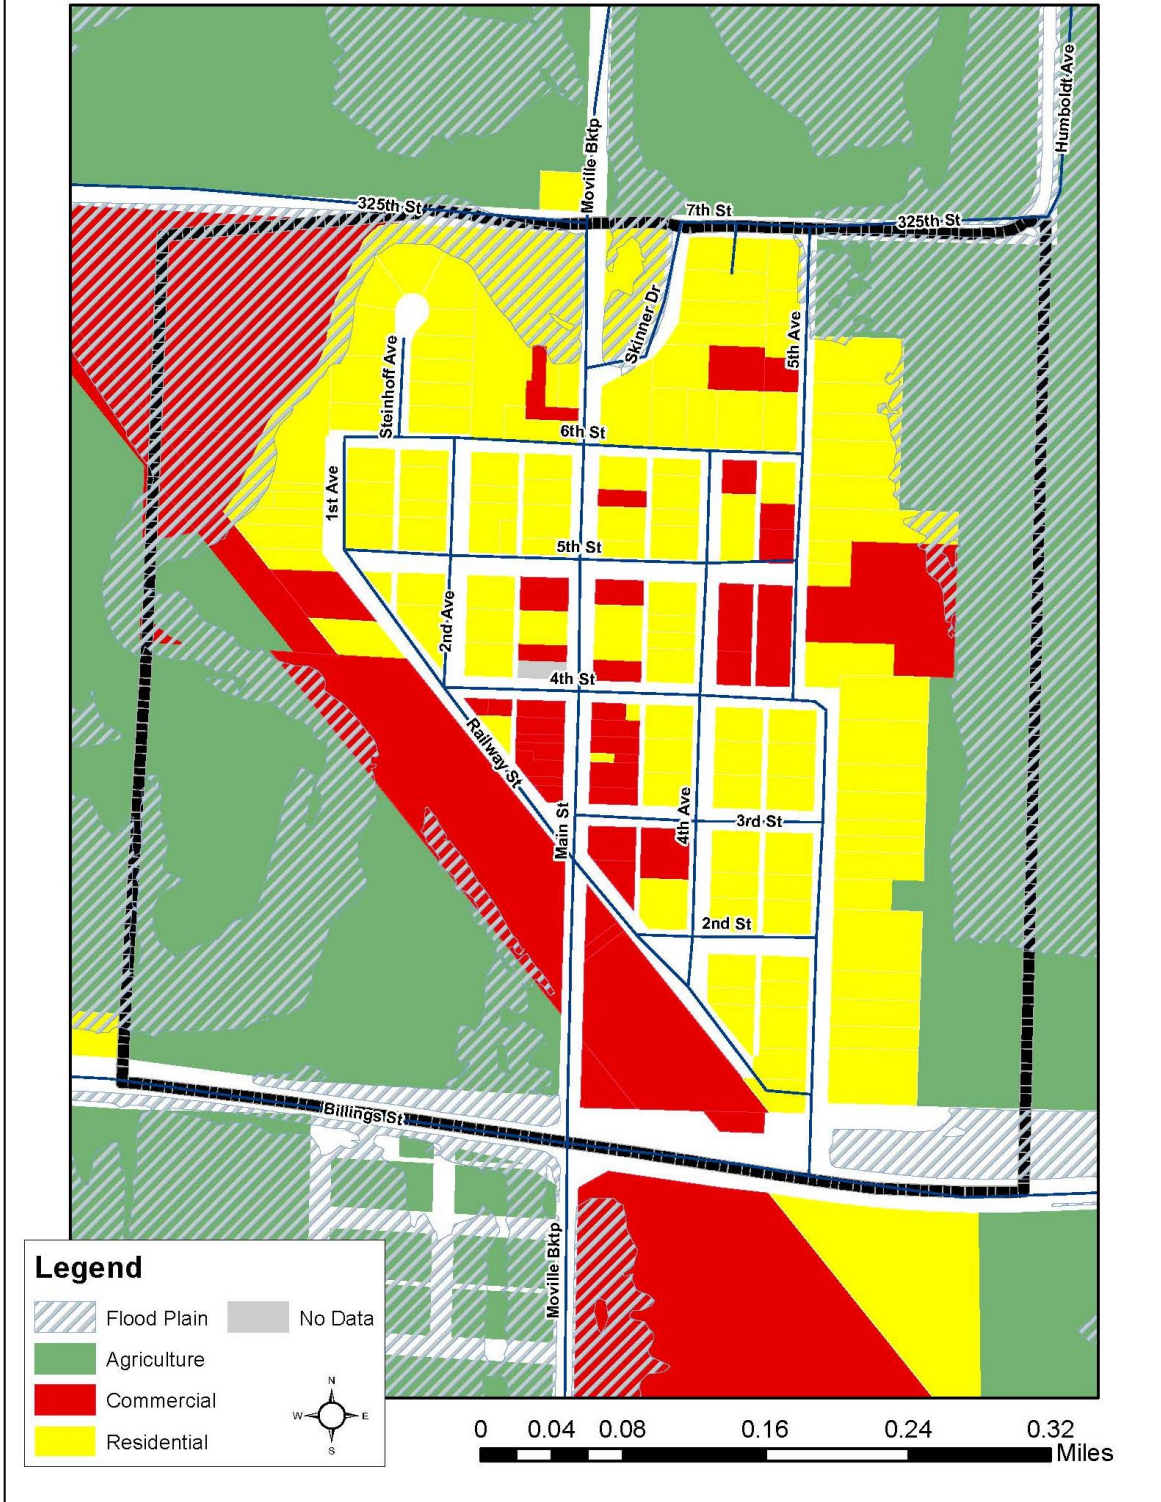 Humboldt Ave
Moville Bktp
325th St
7th St
325th St
Skinner Dr
5th Ave
Steinhoff Ave
6th St
1st Ave
5th St
2nd Ave
4th St
Railway St
Main St
4th Ave
3rd St
2nd St
Billings St
Moville Bktp
Legend
Flood Plain
No Data
Agriculture
Commercial
Residential
N
W E
S
0 0.04 0.08 0.16 0.24 0.32
Miles